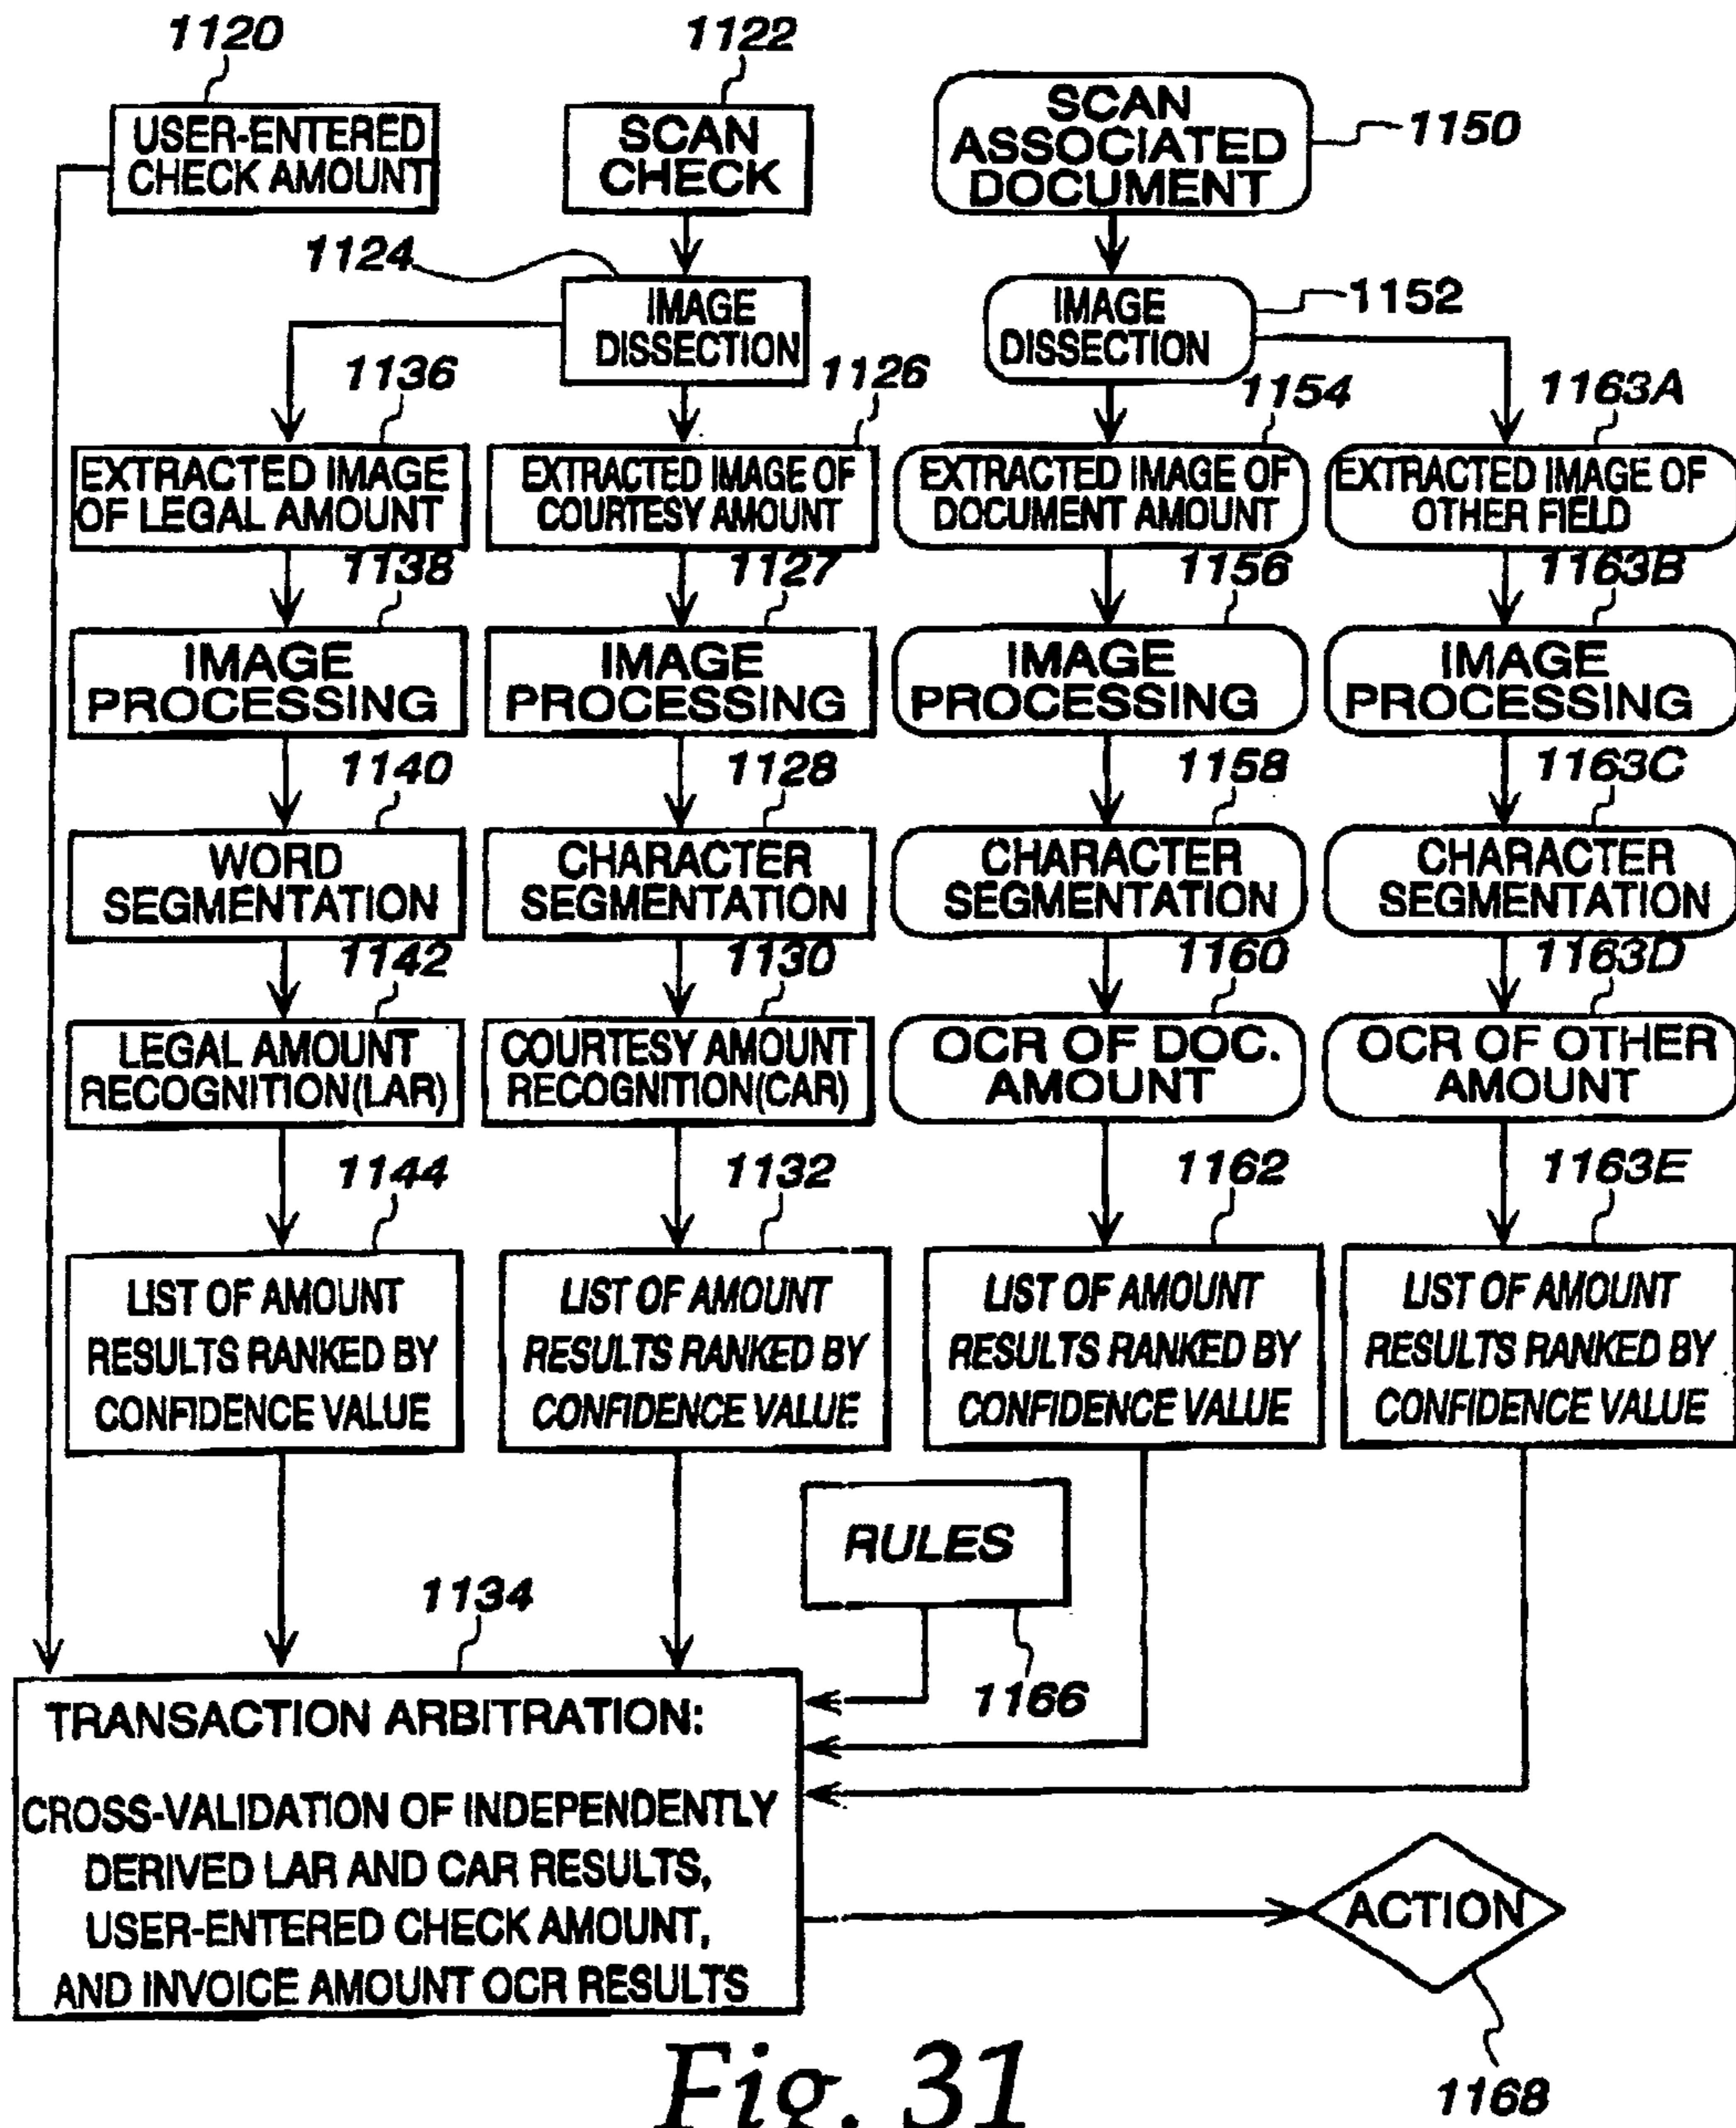 1120
1122
USER-ENTERED
CHECK AMOUNT
SCAN
CHECK
SCAN
ASSOCIATED
DOCUMENT
1150
1124
IMAGE
DISSECTION
IMAGE
DISSECTION
1152
1136
1126
1154
1163A
EXTRACTED IMAGE
OF LEGAL AMOUNT
EXTRACTED IMAGE OF
COURTESY AMOUNT
EXTRACTED IMAGE OF
DOCUMENT AMOUNT
EXTRACTED IMAGE OF
OTHER FIELD
1138
1127
1156
1163B
IMAGE
PROCESSING
IMAGE
PROCESSING
IMAGE
PROCESSING
IMAGE
PROCESSING
1140
1128
1158
1163C
WORD
SEGMENTATION
CHARACTER
SEGMENTATION
CHARACTER
SEGMENTATION
CHARACTER
SEGMENTATION
1142
1130
1160
1163D
LEGAL AMOUNT
RECOGNITION(LAR)
COURTESY AMOUNT
RECOGNITION(CAR)
OCR OF DOC.
AMOUNT
OCR OF OTHER
AMOUNT
1144
1132
1162
1163E
LIST OF AMOUNT
RESULTS RANKED BY
CONFIDENCE VALUE
LIST OF AMOUNT
RESULTS RANKED BY
CONFIDENCE VALUE
LIST OF AMOUNT
RESULTS RANKED BY
CONFIDENCE VALUE
LIST OF AMOUNT
RESULTS RANKED BY
CONFIDENCE VALUE
RULES
1134
1166
TRANSACTION ARBITRATION:
CROSS-VALIDATION OF INDEPENDENTLY
DERIVED LAR AND CAR RESULTS,
USER-ENTERED CHECK AMOUNT,
AND INVOICE AMOUNT OCR RESULTS
ACTION
1168
Fig. 31